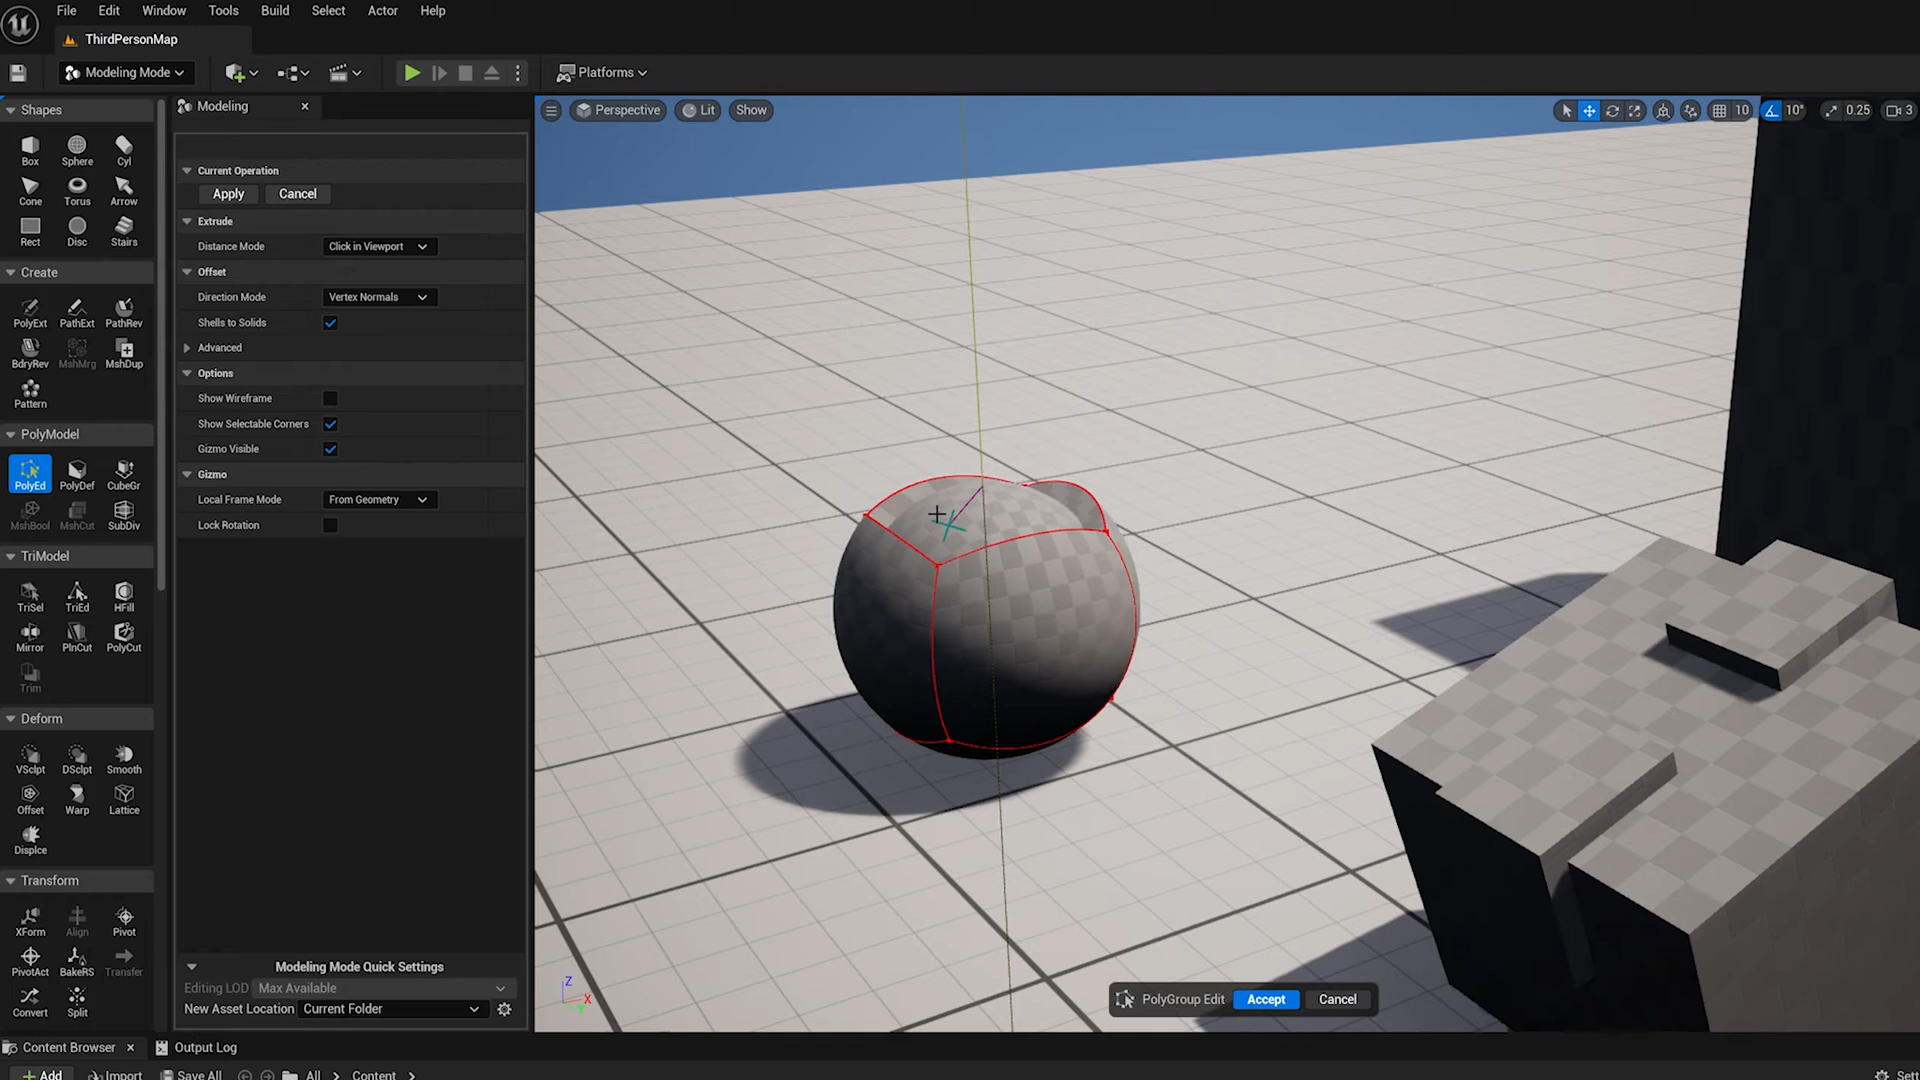 File Edit Window Tools Build Select Actor Help
ThirdPersonMap
Modeling Mode Platforms
Shapes
Box Sphere Cyl
Cone Torus Arrow
Rect Disc Stairs
Create
PolyExt PathExt PathRev
BdryRev MshMrg MshDup
Pattern
PolyModel
PolyEd PolyDef CubeGr
MshBool MshCut SubDiv
TriModel
TriSel TriEd HFill
Mirror PlnCut PolyCut
Trim
Deform
VSclpt DSclpt Smooth
Offset Warp Lattice
Displce
Transform
XForm Align Pivot
PivotAct BakeRS Transfer
Convert Split
Modeling
Current Operation
Apply Cancel
Extrude
Distance Mode Click in Viewport
Offset
Direction Mode Vertex Normals
Shells to Solids
Advanced
Options
Show Wireframe
Show Selectable Corners
Gizmo Visible
Gizmo
Local Frame Mode From Geometry
Lock Rotation
Modeling Mode Quick Settings
Editing LOD Max Available
New Asset Location Current Folder
Perspective Lit Show
10 10° 0.25 3
Z
X
Y
PolyGroup Edit Accept Cancel
Content Browser Output Log
Add Import Save All All Content Sett